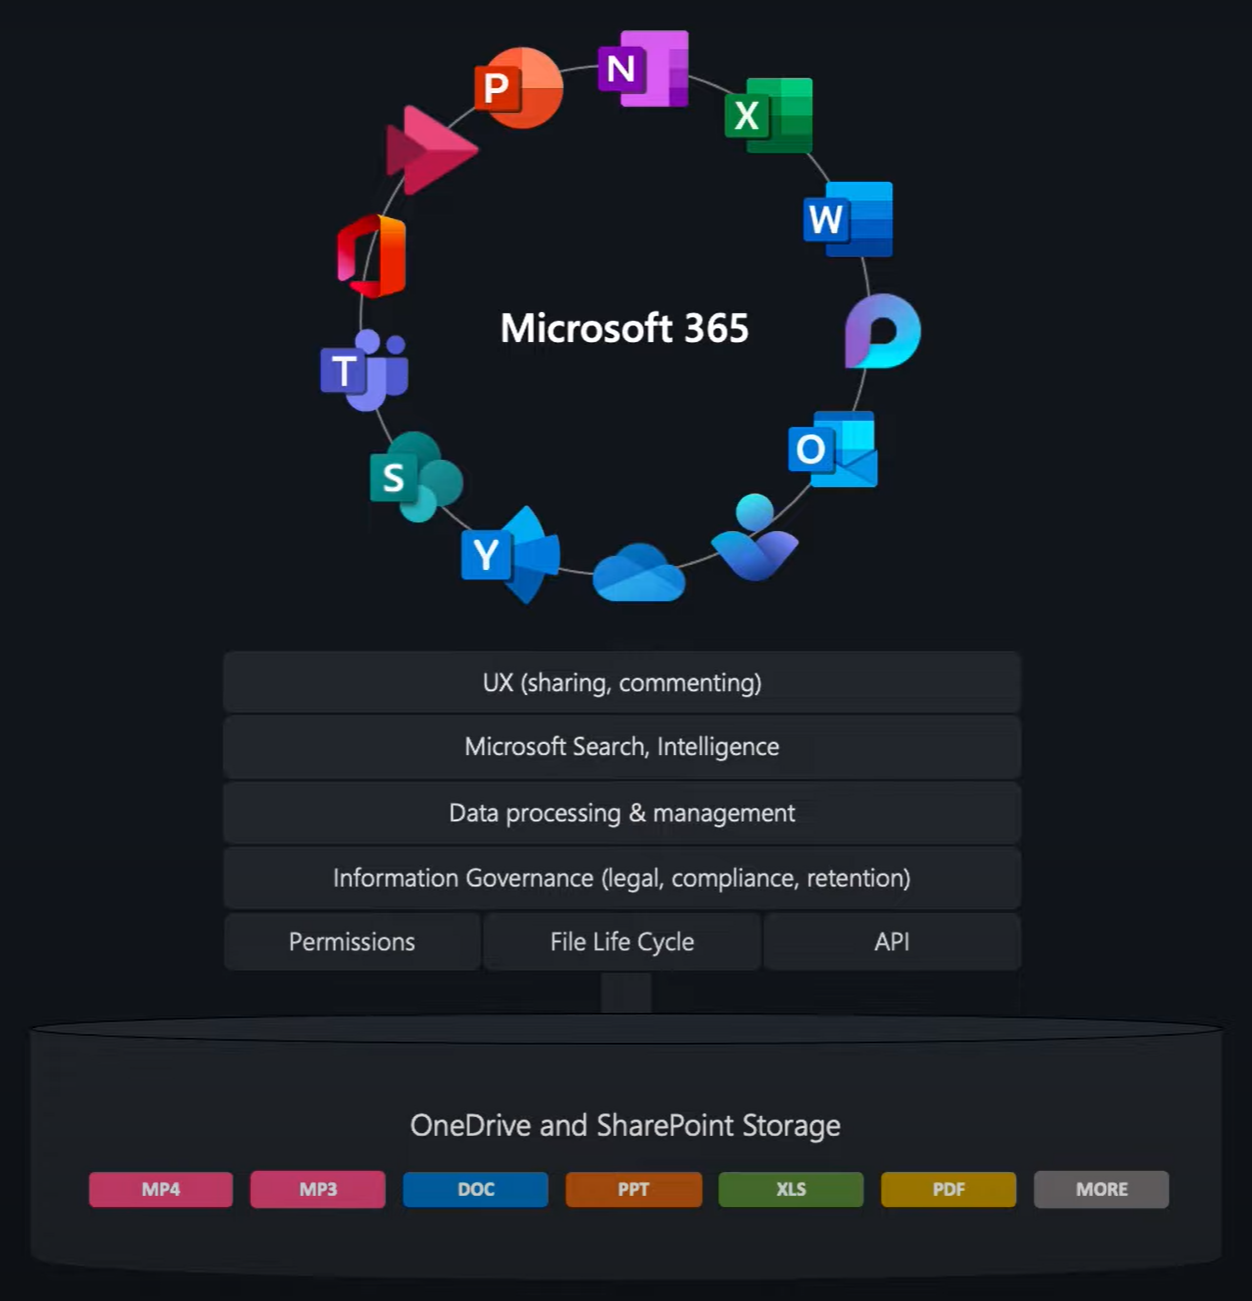 P
N
X
W
Microsoft 365
T
O
S
Y
UX (sharing, commenting)
Microsoft Search, Intelligence
Data processing & management
Information Governance (legal, compliance, retention)
Permissions
File Life Cycle
API
OneDrive and SharePoint Storage
MP4
MP3
DOC
PPT
XLS
PDF
MORE